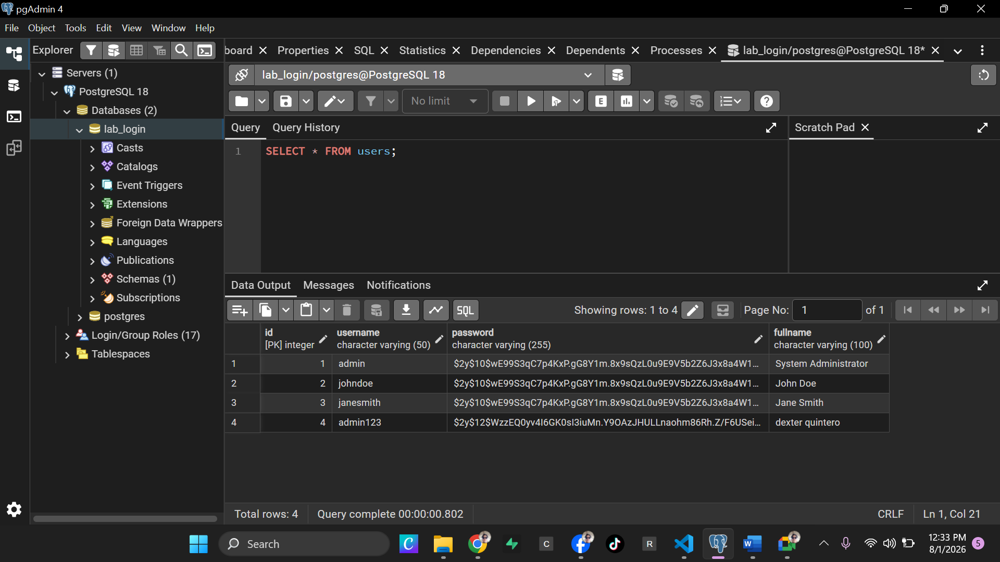 pgAdmin 4
File Object Tools Edit View Window Help
Explorer
board Properties SQL Statistics Dependencies Dependents Processes lab_login/postgres@PostgreSQL 18*
Servers (1)
PostgreSQL 18
Databases (2)
lab_login
Casts
Catalogs
Event Triggers
Extensions
Foreign Data Wrappers
Languages
Publications
Schemas (1)
Subscriptions
postgres
Login/Group Roles (17)
Tablespaces
lab_login/postgres@PostgreSQL 18
No limit
E
Query Query History
Scratch Pad
1 SELECT * FROM users;
Data Output Messages Notifications
SQL
Showing rows: 1 to 4
Page No: 1 of 1
id username password fullname
[PK] integer character varying (50) character varying (255) character varying (100)
1 1 admin $2y$10$wE99S3qC7p4KxP.gG8Y1m.8x9sQzL0u9E9V5b2Z6J3x8a4W1... System Administrator
2 2 johndoe $2y$10$wE99S3qC7p4KxP.gG8Y1m.8x9sQzL0u9E9V5b2Z6J3x8a4W1... John Doe
3 3 janesmith $2y$10$wE99S3qC7p4KxP.gG8Y1m.8x9sQzL0u9E9V5b2Z6J3x8a4W1... Jane Smith
4 4 admin123 $2y$12$WzzEQ0yv4I6GK0sI3iuMn.Y9OAzJHULLnaohm86Rh.Z/F6USei... dexter quintero
Total rows: 4 Query complete 00:00:00.802
CRLF Ln 1, Col 21
Search
C
C
R
W
12:33 PM
8/1/2026
5